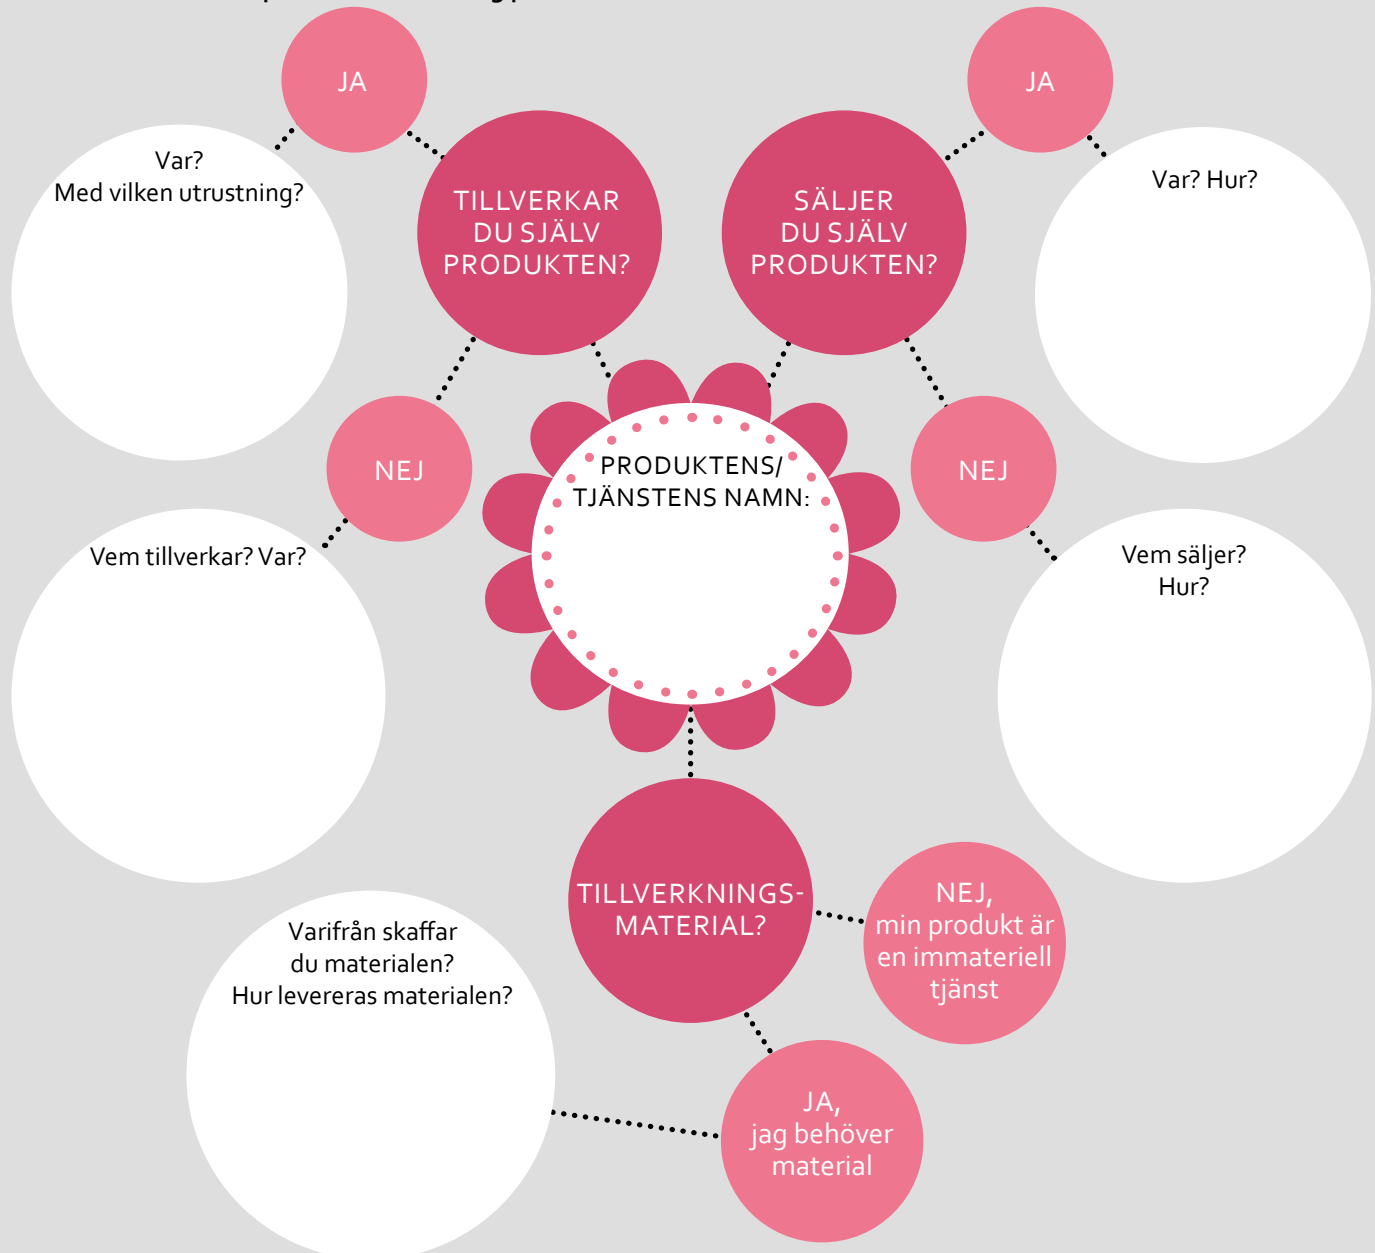 JA
JA
Var?
Med vilken utrustning?
TILLVERKAR
DU SJÄLV
PRODUKTEN?
SÄLJER
DU SJÄLV
PRODUKTEN?
Var? Hur?
NEJ
PRODUKTENS/
TJÄNSTENS NAMN:
NEJ
Vem tillverkar? Var?
Vem säljer?
Hur?
TILLVERKNINGS-
MATERIAL?
NEJ,
min produkt är
en immateriell
tjänst
Varifrån skaffar
du materialen?
Hur levereras materialen?
JA,
jag behöver
material